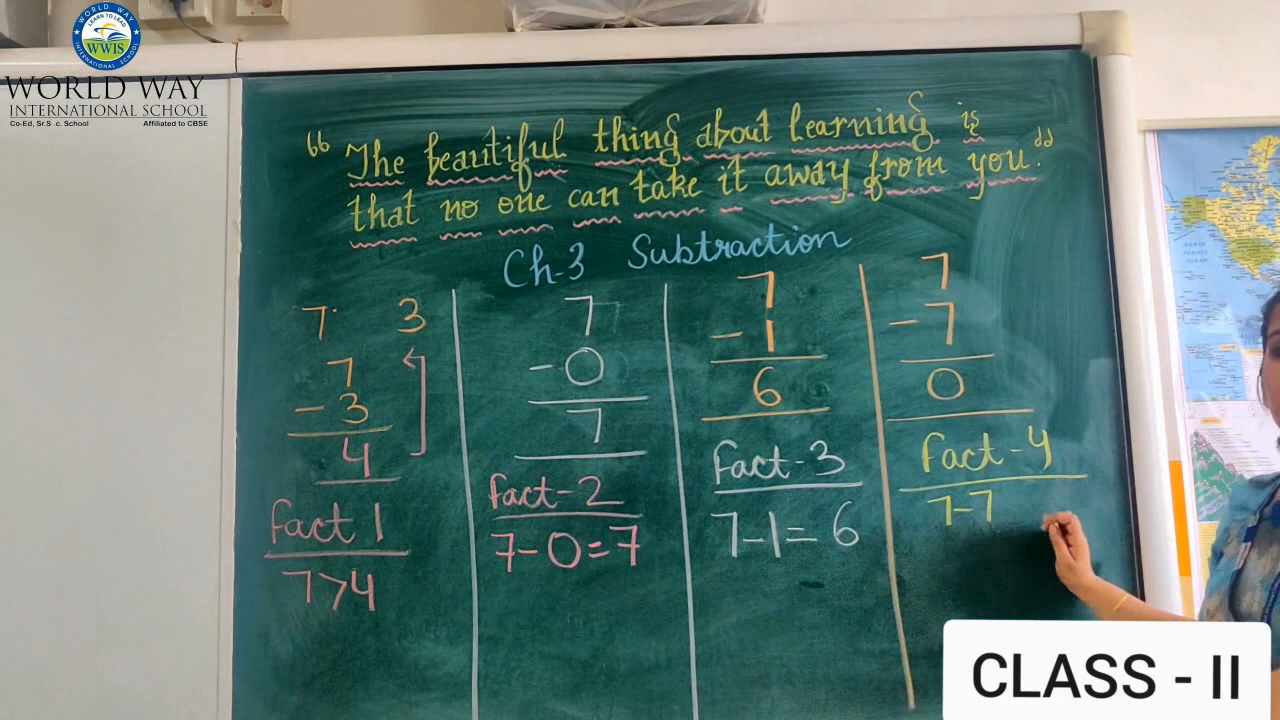 WORLD WAY
INTERNATIONAL SCHOOL
LEARN TO LEAD
WWIS
WORLD WAY
INTERNATIONAL SCHOOL
Co-Ed, Sr.S .c. School Affiliated to CBSE
“The beautiful thing about learning is
that no one can take it away from you."
Ch-3 Subtraction
7 3
7
- 3
4
fact 1
7>4
7
- 0
7
fact-2
7-0=7
7
- 1
6
fact-3
7-1= 6
7
- 7
0
fact-4
7-7
CLASS - II